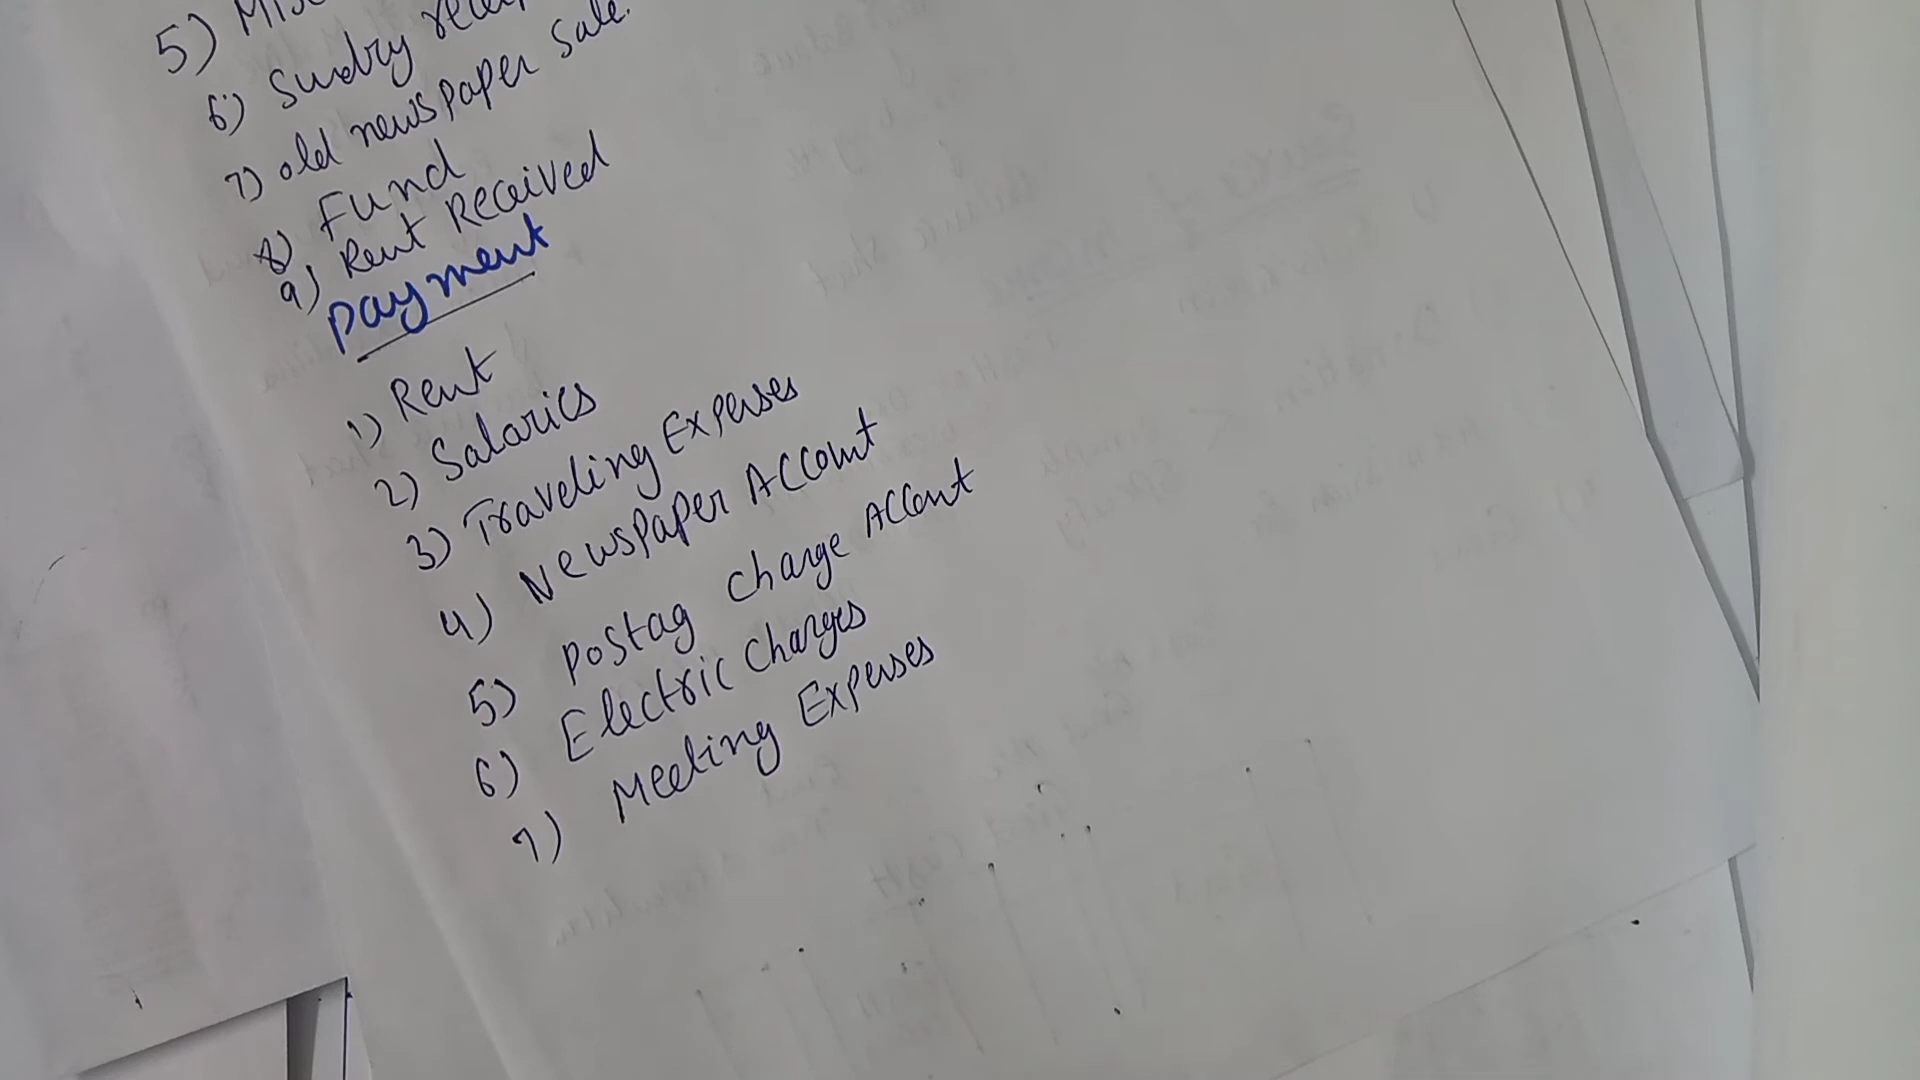 5)
6) Sundry
7) old newspaper sale.
8) Fund
9) Rent Received
Payment
1) Rent
2) Salaries
3) Traveling Expenses
4) Newspaper Account
5) Postag Charge Accont
6) Electric Charges
7) Meeting Expenses